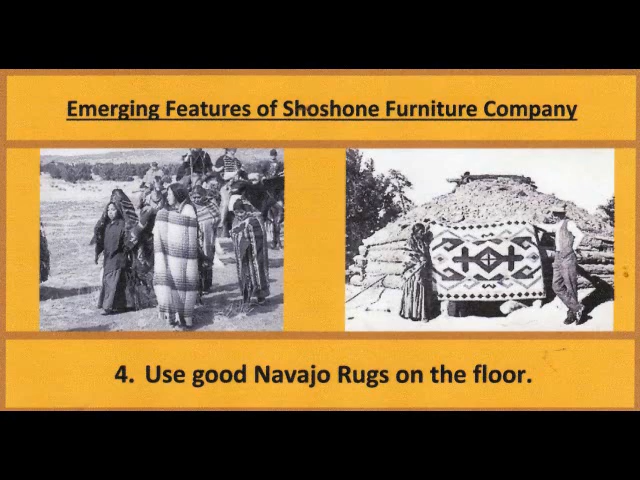 Emerging Features of Shoshone Furniture Company
4. Use good Navajo Rugs on the floor.